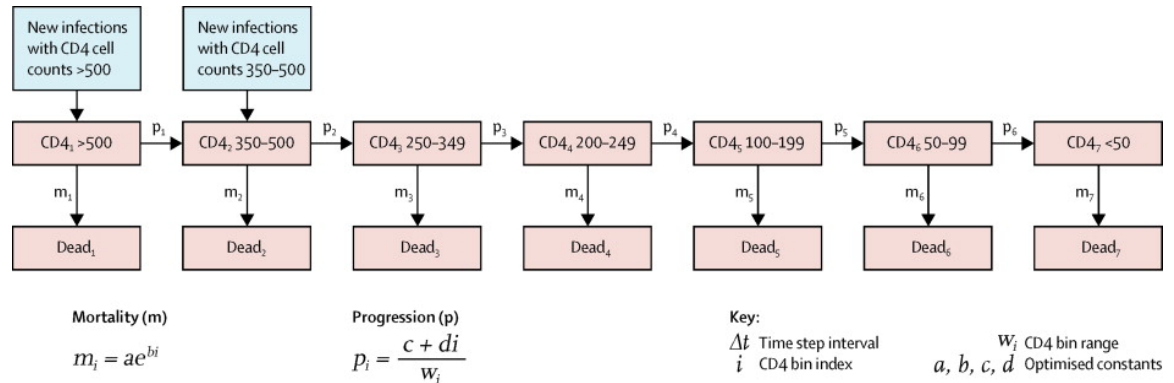 New infections
with CD4 cell
counts >500
New infections
with CD4 cell
counts 350–500
CD4₁ >500
p₁
CD4₂ 350–500
p₂
CD4₃ 250–349
p₃
CD4₄ 200–249
p₄
CD4₅ 100–199
p₅
CD4₆ 50–99
p₆
CD4₇ <50
m₁
m₂
m₃
m₄
m₅
m₆
m₇
Dead₁
Dead₂
Dead₃
Dead₄
Dead₅
Dead₆
Dead₇
Mortality (m)
mᵢ = ae^{bi}
Progression (p)
pᵢ = (c + di) / wᵢ
Key:
Δt Time step interval
i CD4 bin index
wᵢ CD4 bin range
a, b, c, d Optimised constants